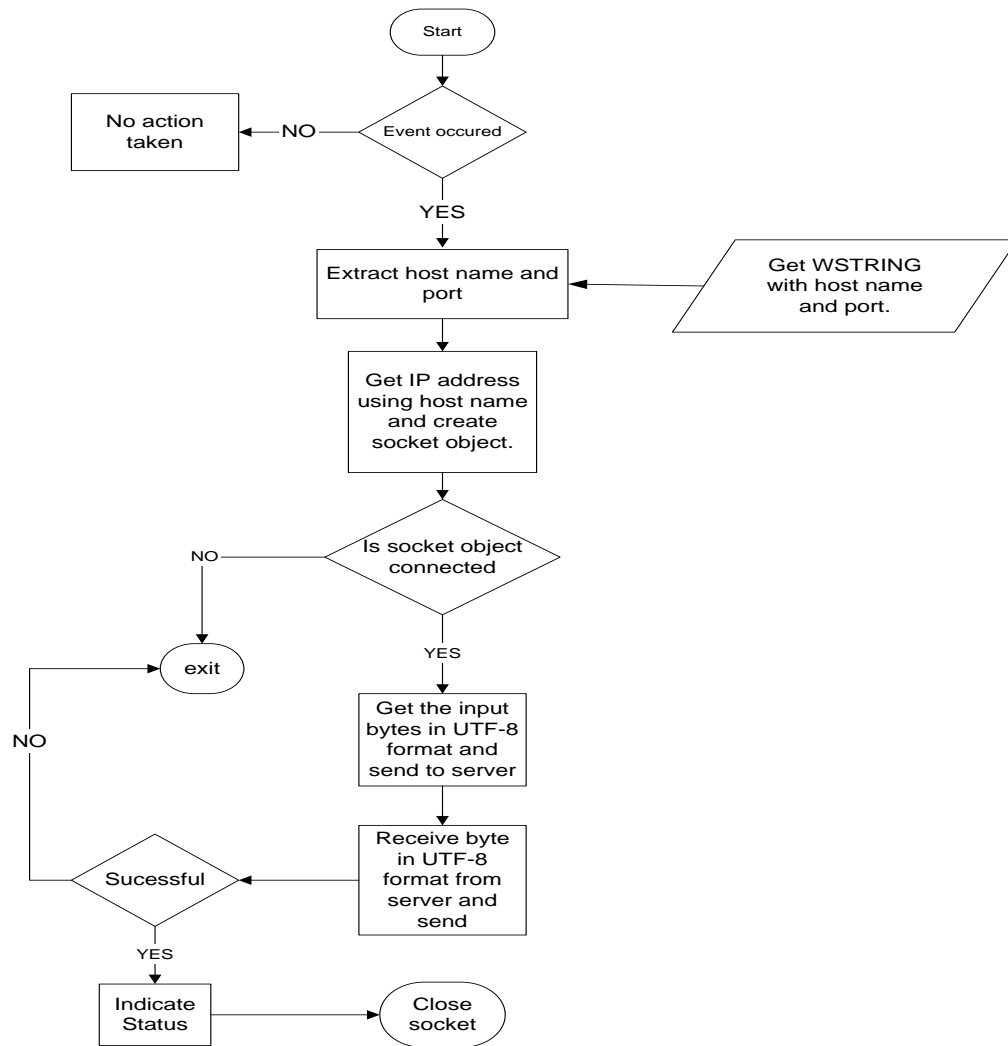 Start
Event occured
NO
No action
taken
YES
Extract host name and
port
Get WSTRING
with host name
and port.
Get IP address
using host name
and create
socket object.
Is socket object
connected
NO
exit
YES
Get the input
bytes in UTF-8
format and
send to server
NO
Receive byte
in UTF-8
format from
server and
send
Sucessful
YES
Indicate
Status
Close
socket